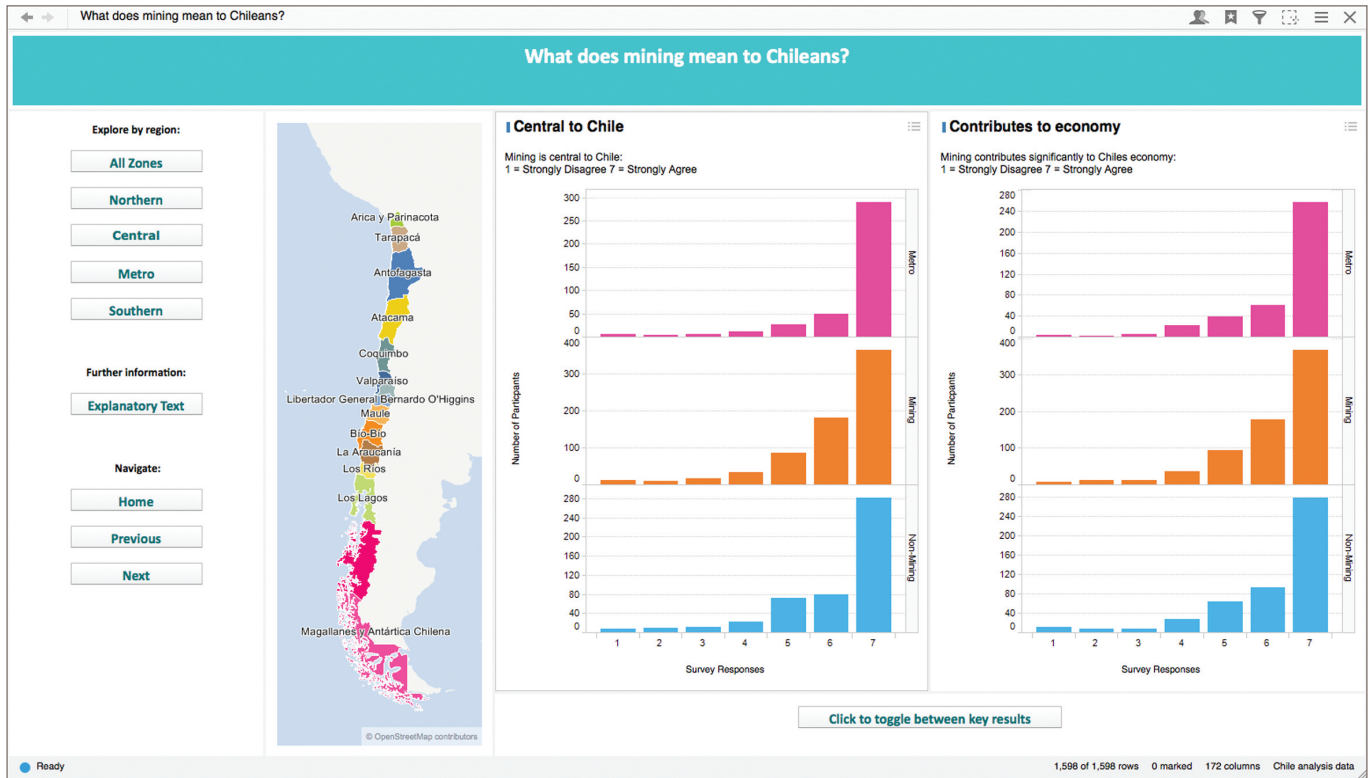 What does mining mean to Chileans?
What does mining mean to Chileans?
Explore by region:
All Zones
Northern
Central
Metro
Southern
Further information:
Explanatory Text
Navigate:
Home
Previous
Next
Arica y Parinacota
Tarapacá
Antofagasta
Atacama
Coquimbo
Valparaíso
Libertador General Bernardo O'Higgins
Maule
Bío-Bío
La Araucanía
Los Ríos
Los Lagos
Magallanes y Antártica Chilena
© OpenStreetMap contributors
Central to Chile
Mining is central to Chile:
1 = Strongly Disagree 7 = Strongly Agree
Number of Particpants
300
250
200
150
100
50
0
Metro
400
300
200
100
0
Mining
280
240
200
160
120
80
40
0
Non-Mining
1 2 3 4 5 6 7
Survey Responses
Contributes to economy
Mining contributes significantly to Chiles economy:
1 = Strongly Disagree 7 = Strongly Agree
Number of Particpants
280
240
200
160
120
80
40
0
Metro
400
300
200
100
0
Mining
280
240
200
160
120
80
40
0
Non-Mining
1 2 3 4 5 6 7
Survey Responses
Click to toggle between key results
Ready
1,598 of 1,598 rows 0 marked 172 columns Chile analysis data